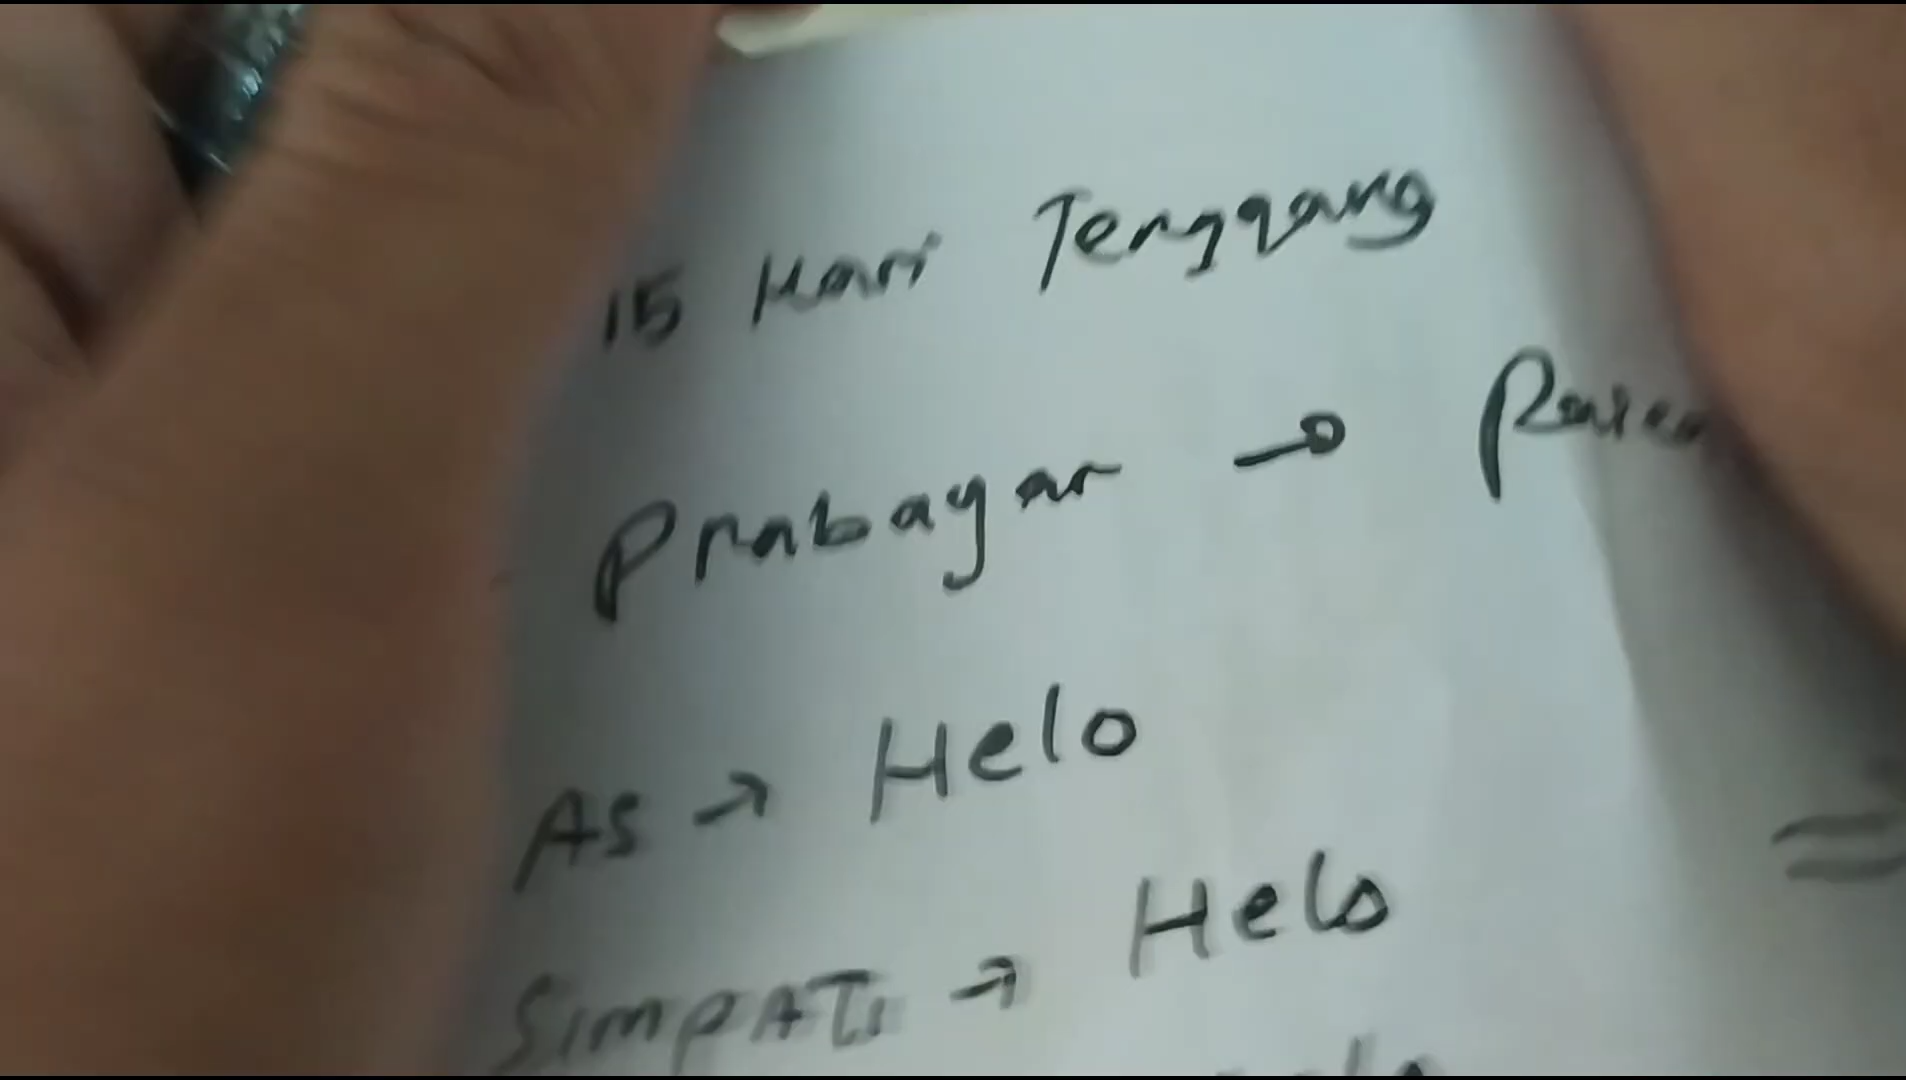 15 Hari Tenggang
Prabayar →
AS → Helo
SimpATi → Helo
=